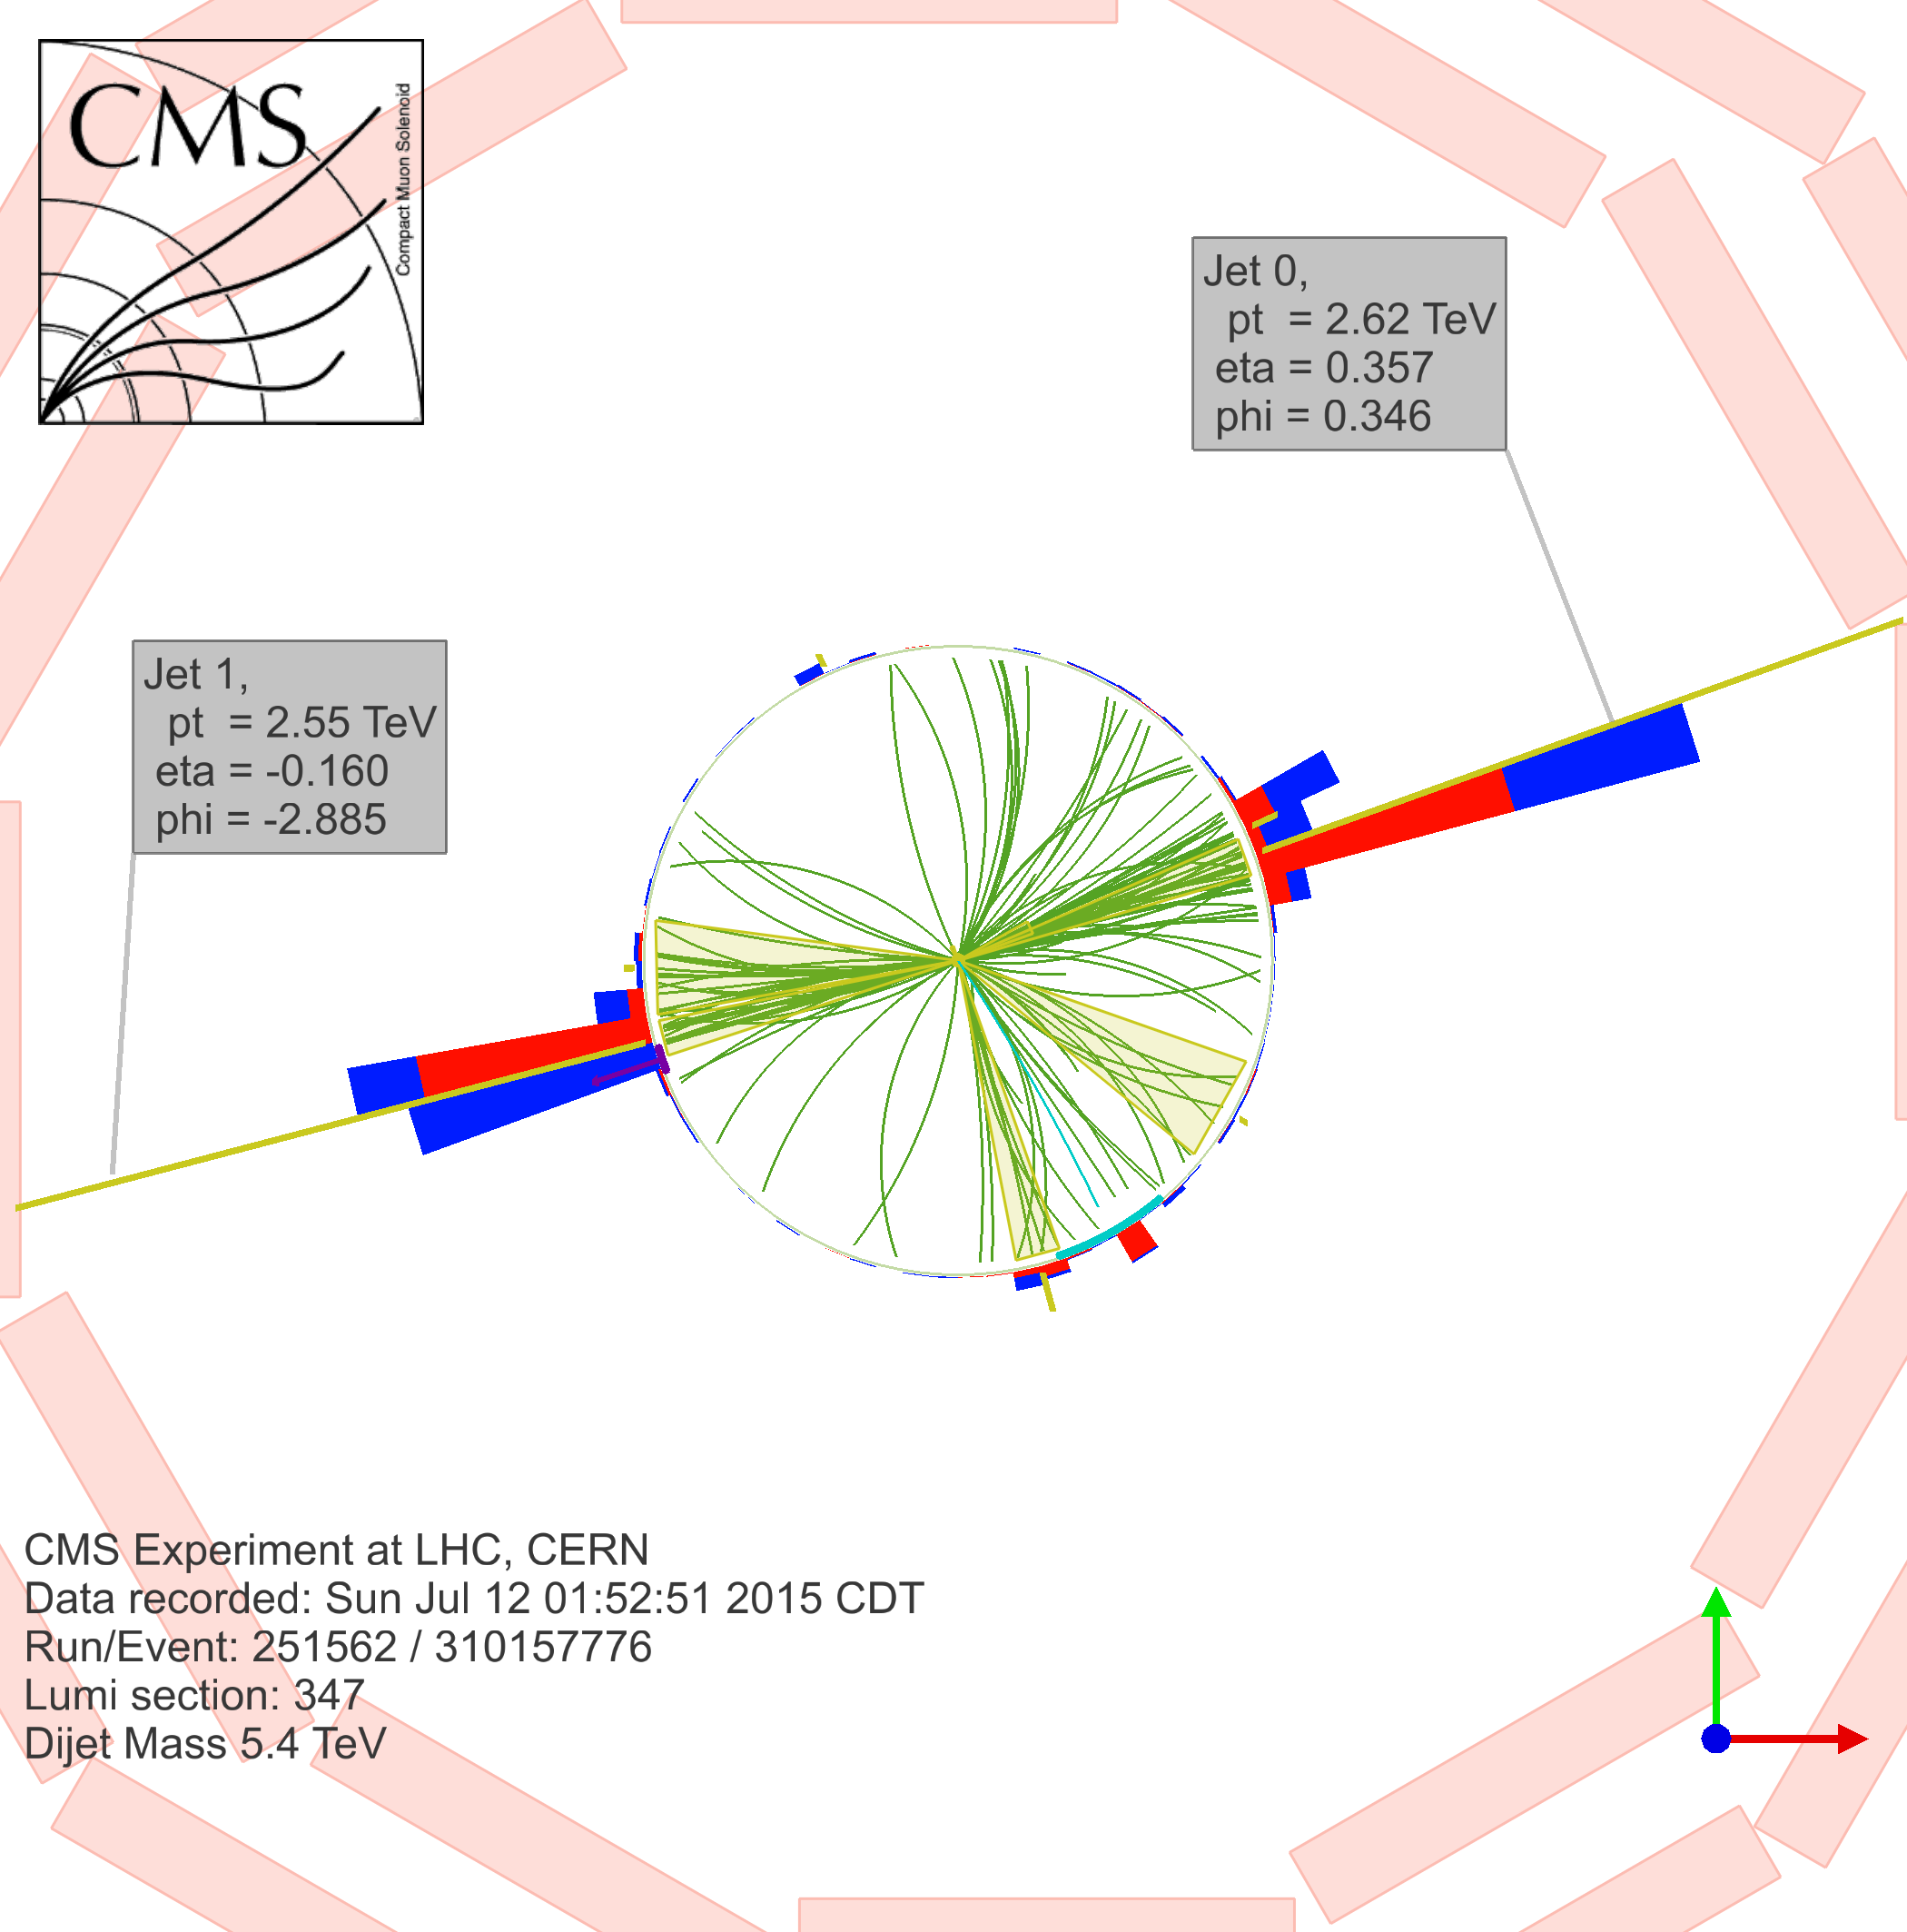 CMS
Compact Muon Solenoid
Jet 0,
pt = 2.62 TeV
eta = 0.357
phi = 0.346
Jet 1,
pt = 2.55 TeV
eta = -0.160
phi = -2.885
CMS Experiment at LHC, CERN
Data recorded: Sun Jul 12 01:52:51 2015 CDT
Run/Event: 251562 / 310157776
Lumi section: 347
Dijet Mass 5.4 TeV